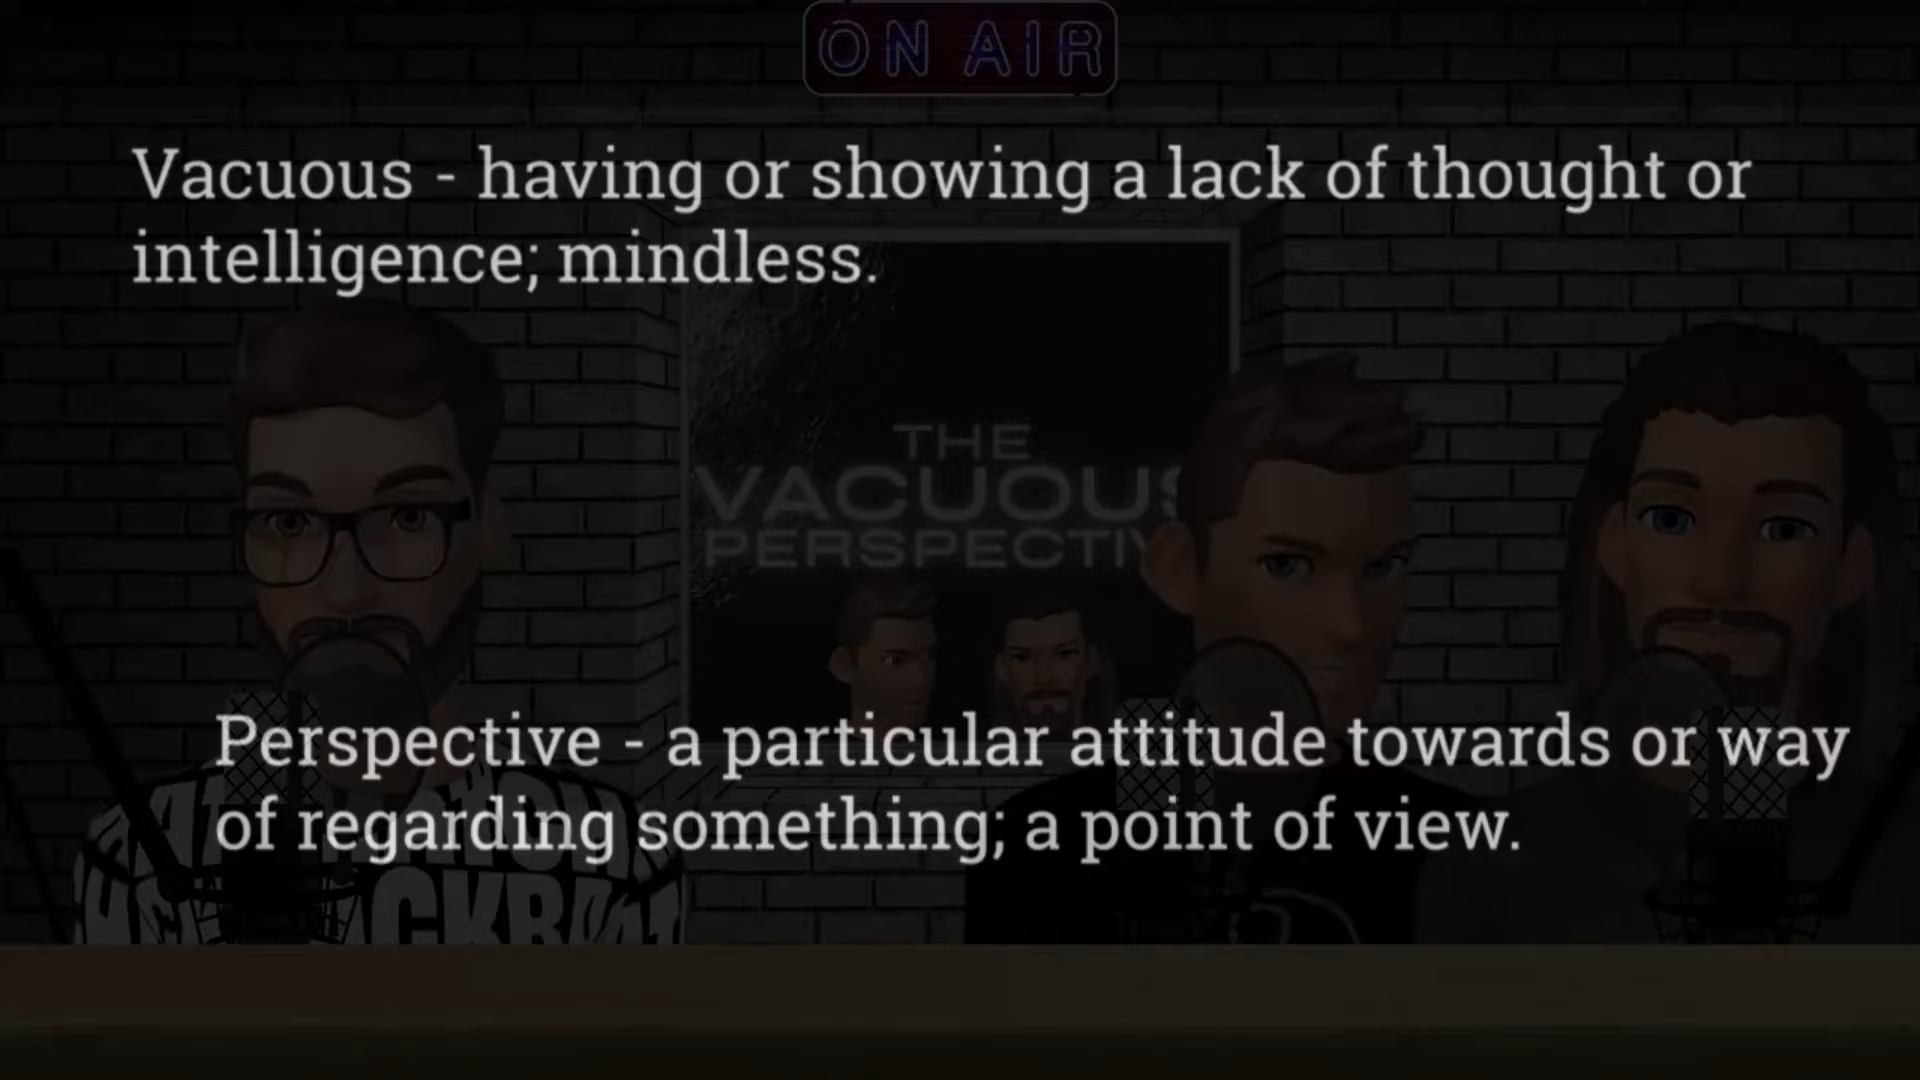 ON AIR
Vacuous - having or showing a lack of thought or
intelligence; mindless.
THE
VACUOUS
PERSPECTIV
Perspective - a particular attitude towards or way
of regarding something; a point of view.